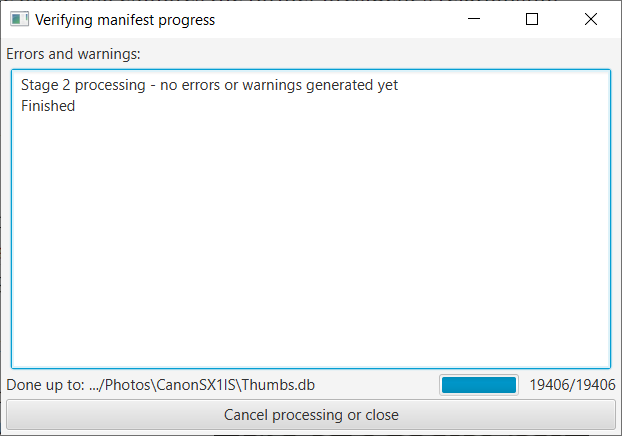 Verifying manifest progress
Errors and warnings:
Stage 2 processing - no errors or warnings generated yet
Finished
Done up to: .../Photos\CanonSX1IS\Thumbs.db 19406/19406
Cancel processing or close